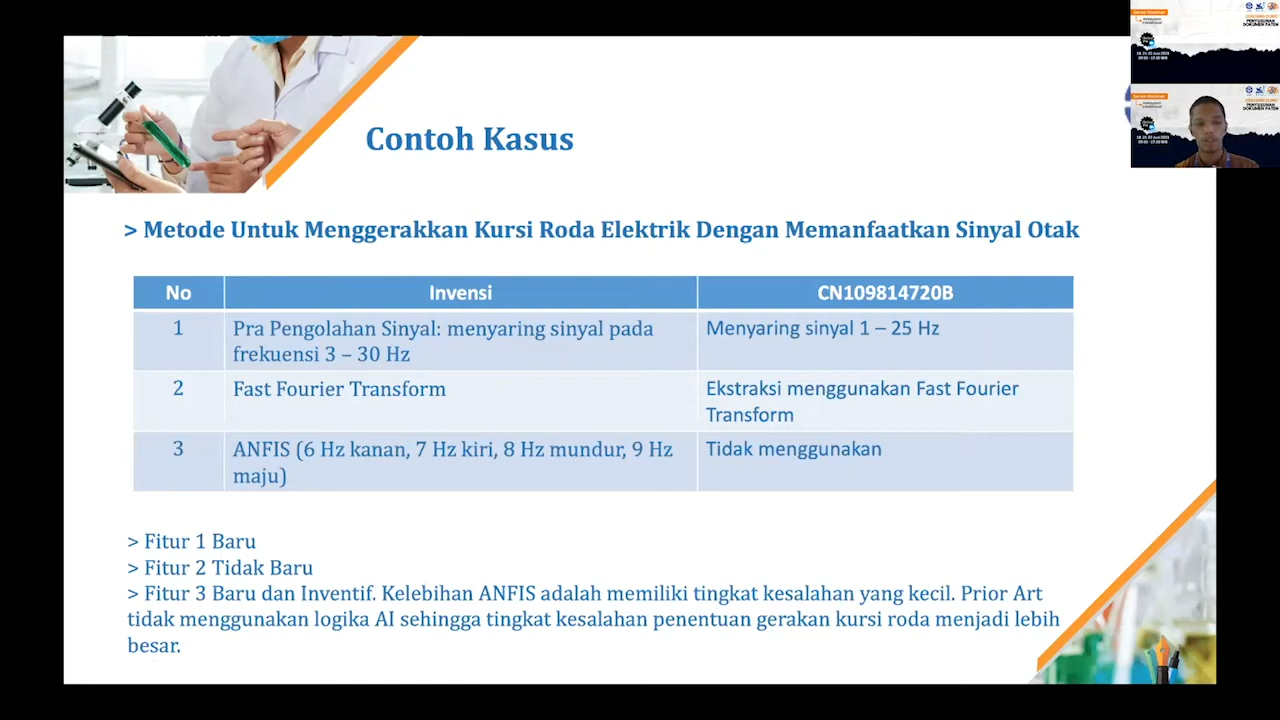 Contoh Kasus
> Metode Untuk Menggerakkan Kursi Roda Elektrik Dengan Memanfaatkan Sinyal Otak
No Invensi CN109814720B
1 Pra Pengolahan Sinyal: menyaring sinyal pada frekuensi 3 – 30 Hz Menyaring sinyal 1 – 25 Hz
2 Fast Fourier Transform Ekstraksi menggunakan Fast Fourier Transform
3 ANFIS (6 Hz kanan, 7 Hz kiri, 8 Hz mundur, 9 Hz maju) Tidak menggunakan
> Fitur 1 Baru
> Fitur 2 Tidak Baru
> Fitur 3 Baru dan Inventif. Kelebihan ANFIS adalah memiliki tingkat kesalahan yang kecil. Prior Art
tidak menggunakan logika AI sehingga tingkat kesalahan penentuan gerakan kursi roda menjadi lebih
besar.